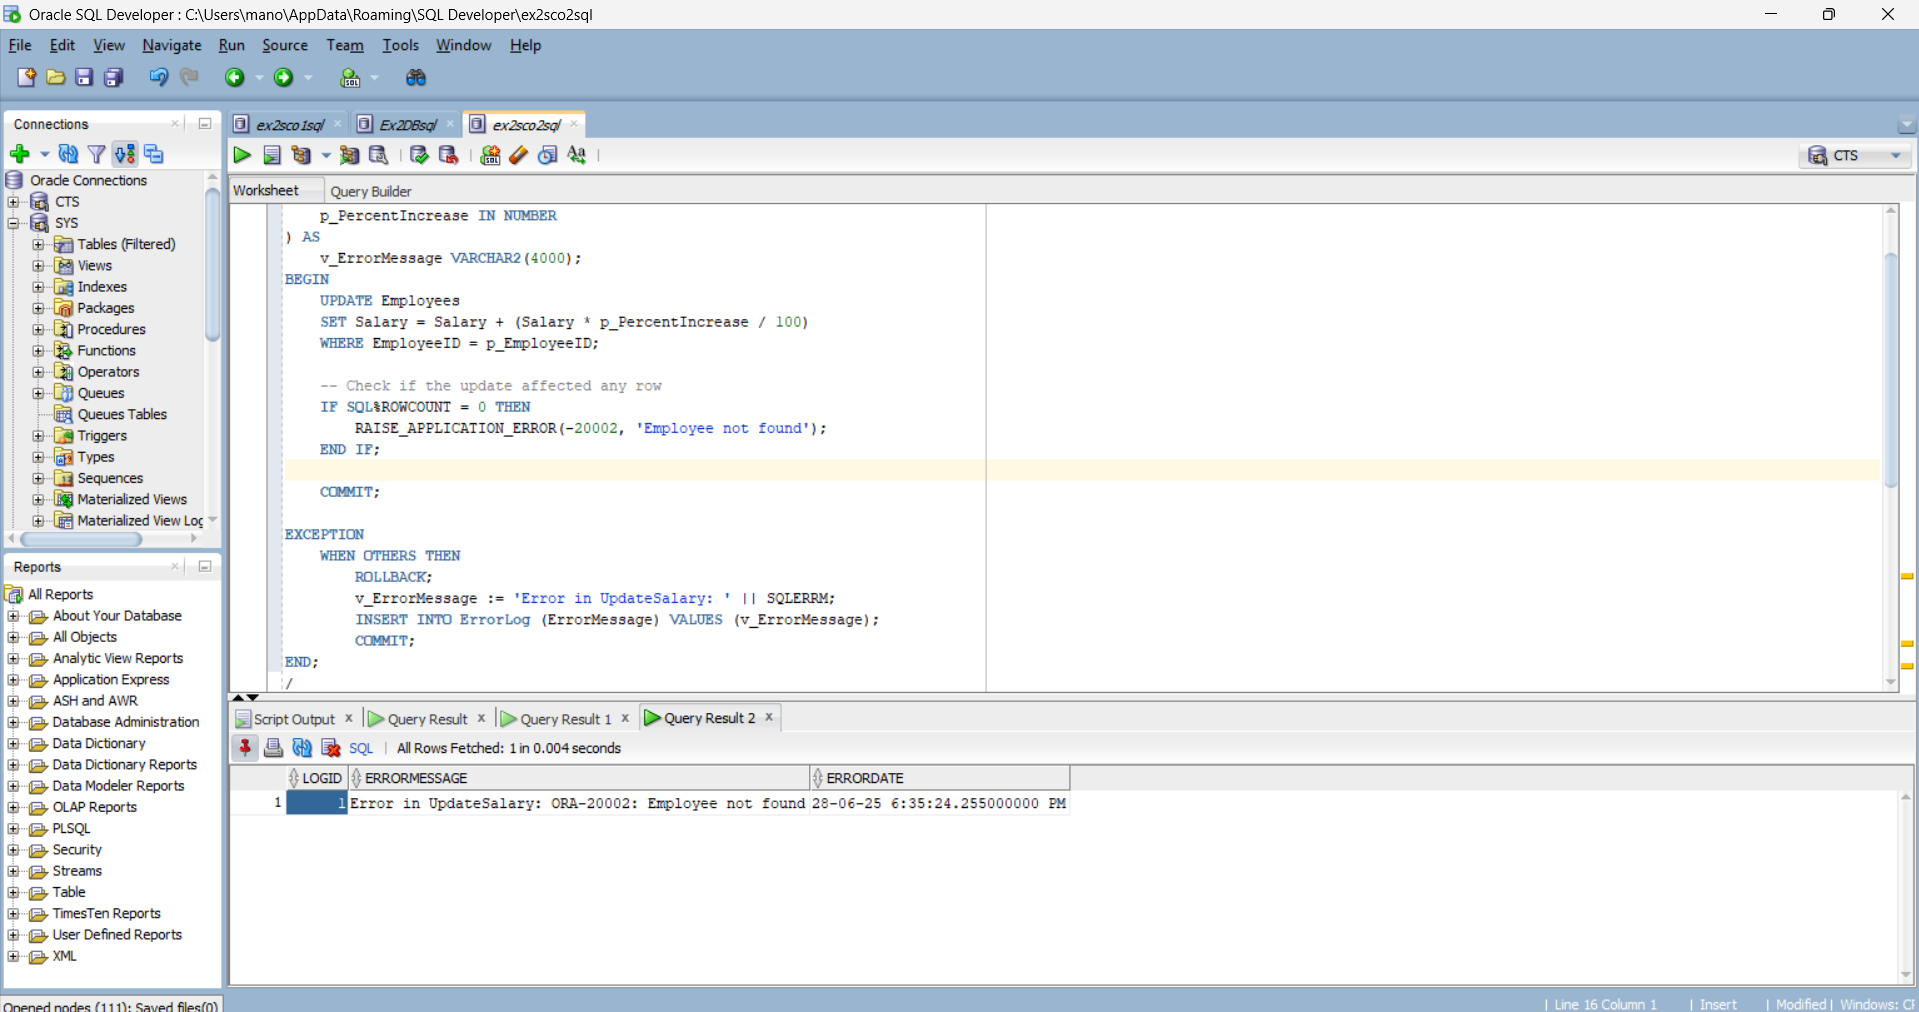 Oracle SQL Developer : C:\Users\mano\AppData\Roaming\SQL Developer\ex2sco2sql
File Edit View Navigate Run Source Team Tools Window Help
Connections
Oracle Connections
CTS
SYS
Tables (Filtered)
Views
Indexes
Packages
Procedures
Functions
Operators
Queues
Queues Tables
Triggers
Types
Sequences
Materialized Views
Materialized View Log
Reports
All Reports
About Your Database
All Objects
Analytic View Reports
Application Express
ASH and AWR
Database Administration
Data Dictionary
Data Dictionary Reports
Data Modeler Reports
OLAP Reports
PLSQL
Security
Streams
Table
TimesTen Reports
User Defined Reports
XML
Opened nodes (111); Saved files(0)
ex2sco1sql Ex2DBsql ex2sco2sql
CTS
Worksheet Query Builder
p_PercentIncrease IN NUMBER
) AS
v_ErrorMessage VARCHAR2(4000);
BEGIN
UPDATE Employees
SET Salary = Salary + (Salary * p_PercentIncrease / 100)
WHERE EmployeeID = p_EmployeeID;
-- Check if the update affected any row
IF SQL%ROWCOUNT = 0 THEN
RAISE_APPLICATION_ERROR(-20002, 'Employee not found');
END IF;
COMMIT;
EXCEPTION
WHEN OTHERS THEN
ROLLBACK;
v_ErrorMessage := 'Error in UpdateSalary: ' || SQLERRM;
INSERT INTO ErrorLog (ErrorMessage) VALUES (v_ErrorMessage);
COMMIT;
END;
/
Script Output Query Result Query Result 1 Query Result 2
SQL All Rows Fetched: 1 in 0.004 seconds
LOGID ERRORMESSAGE ERRORDATE
1 1 Error in UpdateSalary: ORA-20002: Employee not found 28-06-25 6:35:24.255000000 PM
Line 16 Column 1 Insert Modified Windows: